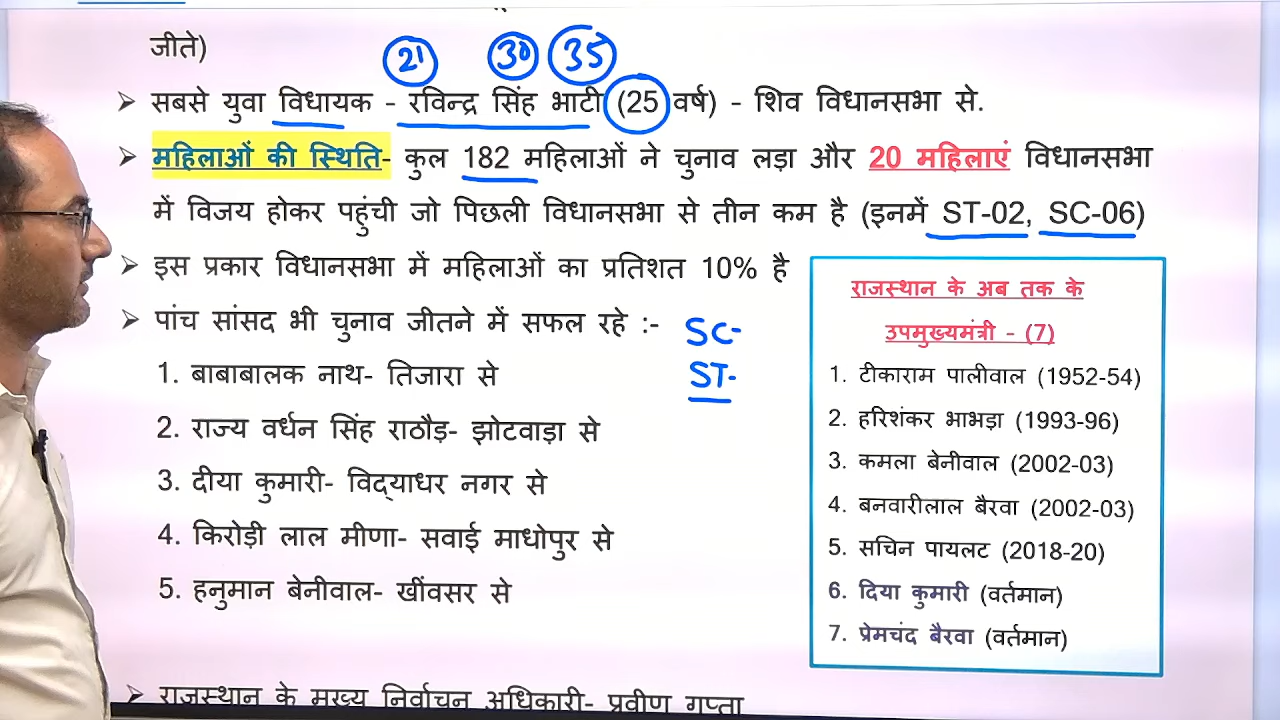 जीते)
21 30 35
➤ सबसे युवा विधायक - रविन्द्र सिंह भाटी (25 वर्ष) - शिव विधानसभा से.
➤ महिलाओं की स्थिति- कुल 182 महिलाओं ने चुनाव लड़ा और 20 महिलाएं विधानसभा
में विजय होकर पहुंची जो पिछली विधानसभा से तीन कम है (इनमें ST-02, SC-06)
➤ इस प्रकार विधानसभा में महिलाओं का प्रतिशत 10% है
➤ पांच सांसद भी चुनाव जीतने में सफल रहे :-
SC-
ST-
1. बाबाबालक नाथ- तिजारा से
2. राज्य वर्धन सिंह राठौड़- झोटवाड़ा से
3. दीया कुमारी- विद्‌याधर नगर से
4. किरोड़ी लाल मीणा- सवाई माधोपुर से
5. हनुमान बेनीवाल- खींवसर से
राजस्थान के अब तक के
उपमुख्यमंत्री - (7)
1. टीकाराम पालीवाल (1952-54)
2. हरिशंकर भाभड़ा (1993-96)
3. कमला बेनीवाल (2002-03)
4. बनवारीलाल बैरवा (2002-03)
5. सचिन पायलट (2018-20)
6. दिया कुमारी (वर्तमान)
7. प्रेमचंद बैरवा (वर्तमान)
➤ राजस्थान के मुख्य निर्वाचन अधिकारी- प्रवीण गुप्ता